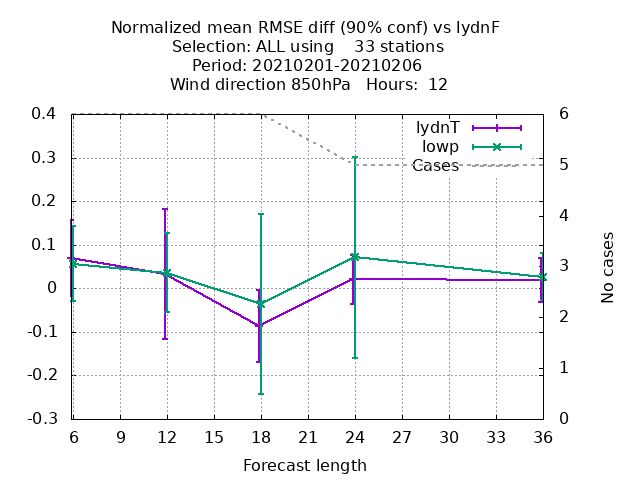 Normalized mean RMSE diff (90% conf) vs lydnF
Selection: ALL using    33 stations
Period: 20210201-20210206
Wind direction 850hPa   Hours:  12
0.4
0.3
0.2
0.1
0
-0.1
-0.2
-0.3
6
5
4
3
2
1
0
lydnT
lowp
Cases
No cases
6 9 12 15 18 21 24 27 30 33 36
Forecast length